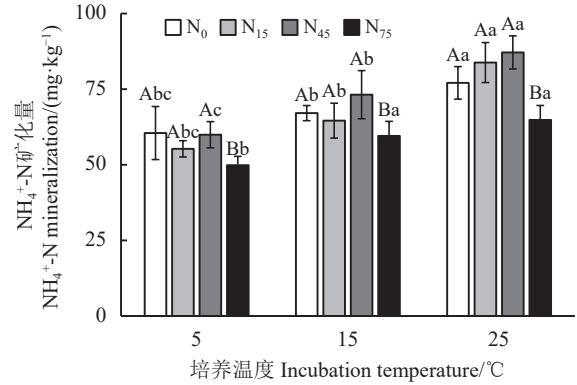 100
N₀ N₁₅ N₄₅ N₇₅
75
50
25
0
NH₄⁺-N矿化量
NH₄⁺-N mineralization/(mg·kg⁻¹)
Abc Abc Ac Bb
Ab Ab Ab Ba
Aa Aa Aa Ba
5 15 25
培养温度 Incubation temperature/℃